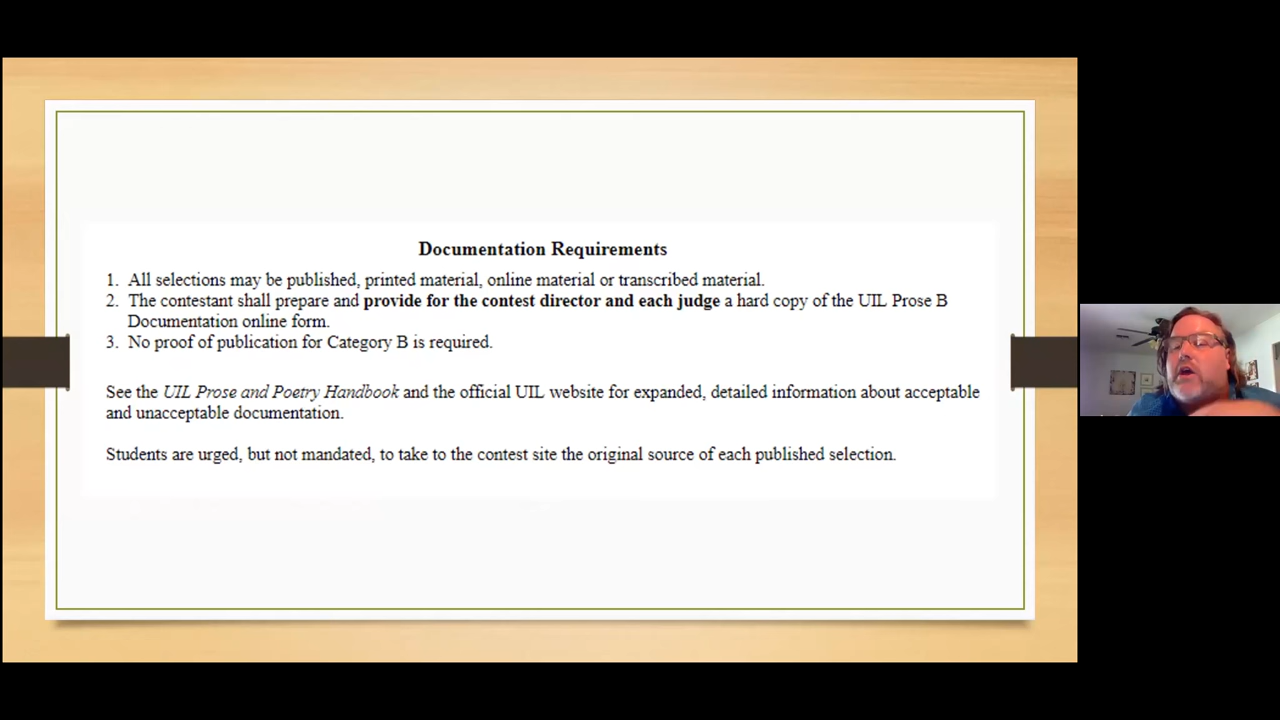 Documentation Requirements
1. All selections may be published, printed material, online material or transcribed material.
2. The contestant shall prepare and provide for the contest director and each judge a hard copy of the UIL Prose B
Documentation online form.
3. No proof of publication for Category B is required.
See the UIL Prose and Poetry Handbook and the official UIL website for expanded, detailed information about acceptable
and unacceptable documentation.
Students are urged, but not mandated, to take to the contest site the original source of each published selection.